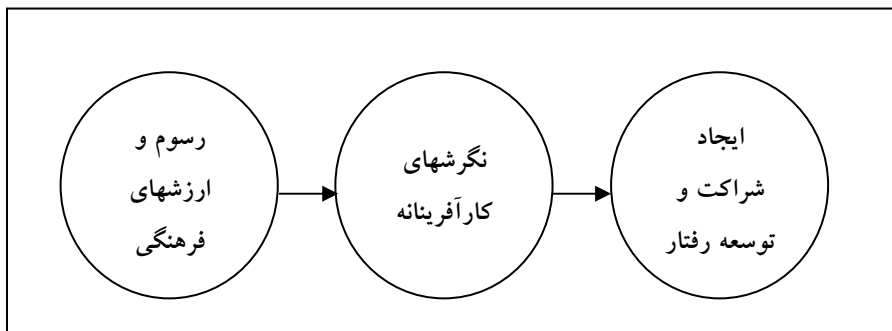 رسوم و
ارزشهای
فرهنگی
نگرشهای
کارآفرینانه
ایجاد
شراکت و
توسعه رفتار